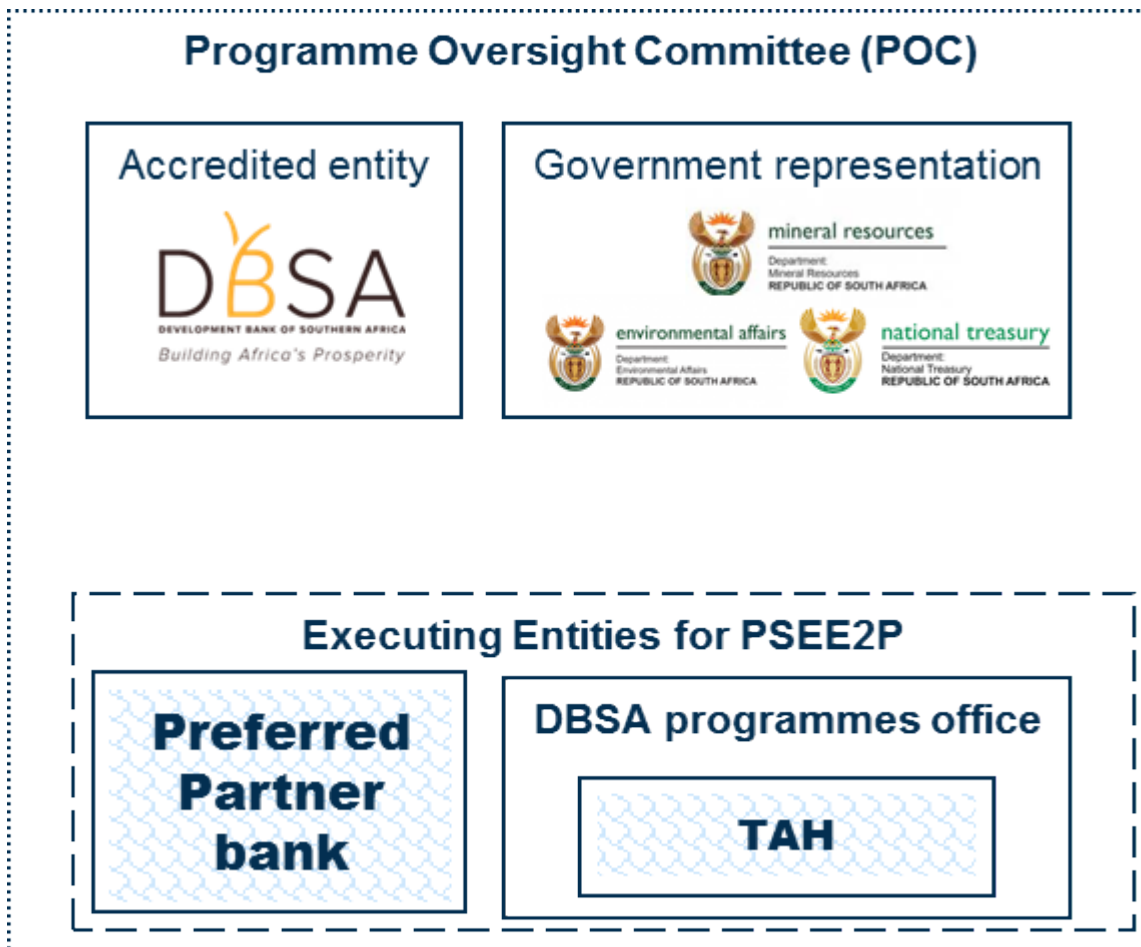 Programme Oversight Committee (POC)
Accredited entity
DBSA
DEVELOPMENT BANK OF SOUTHERN AFRICA
Building Africa's Prosperity
Government representation
mineral resources
Department:
Mineral Resources
REPUBLIC OF SOUTH AFRICA
environmental affairs
Department:
Environmental Affairs
REPUBLIC OF SOUTH AFRICA
national treasury
Department:
National Treasury
REPUBLIC OF SOUTH AFRICA
Executing Entities for PSEE2P
Preferred
Partner
bank
DBSA programmes office
TAH